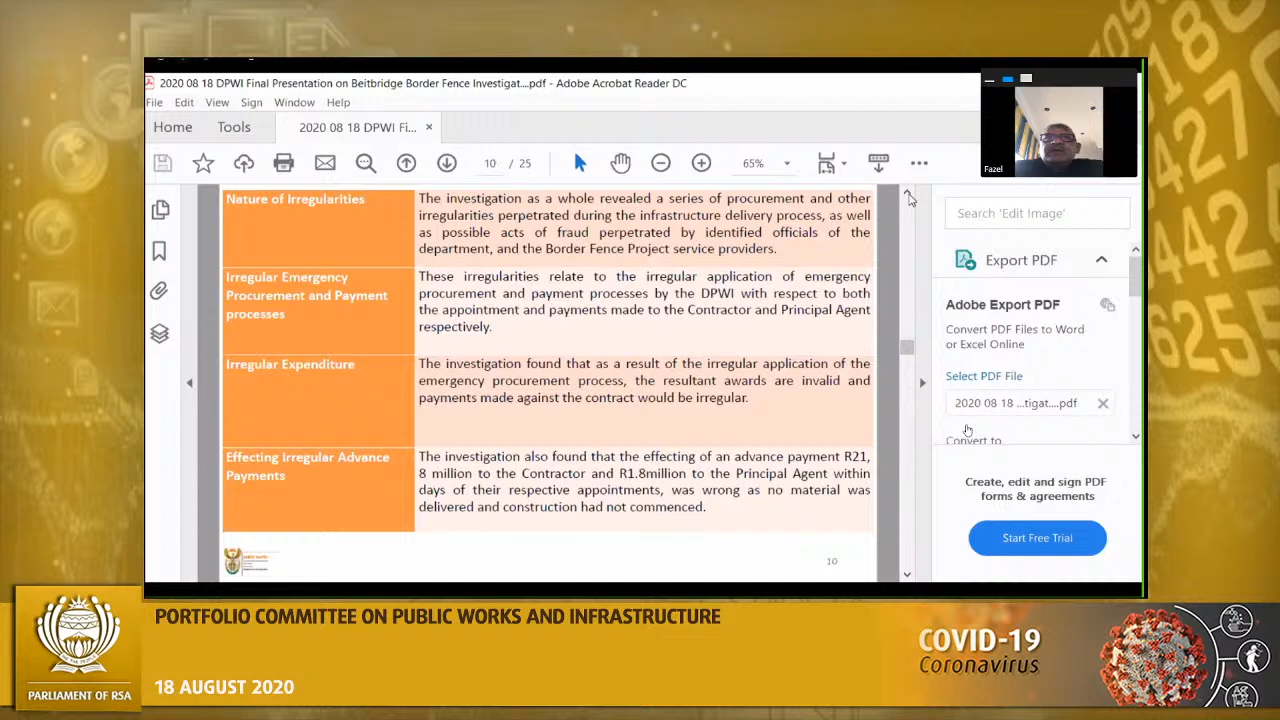 2020 08 18 DPWI Final Presentation on Beitbridge Border Fence Investigat....pdf - Adobe Acrobat Reader DC
File Edit View Sign Window Help
Home Tools 2020 08 18 DPWI Fi... ×
10 / 25 65%
Fazel
Nature of Irregularities
The investigation as a whole revealed a series of procurement and other
irregularities perpetrated during the infrastructure delivery process, as well
as possible acts of fraud perpetrated by identified officials of the
department, and the Border Fence Project service providers.
Irregular Emergency
Procurement and Payment
processes
These irregularities relate to the irregular application of emergency
procurement and payment processes by the DPWI with respect to both
the appointment and payments made to the Contractor and Principal Agent
respectively.
Irregular Expenditure
The investigation found that as a result of the irregular application of the
emergency procurement process, the resultant awards are invalid and
payments made against the contract would be irregular.
Effecting Irregular Advance
Payments
The investigation also found that the effecting of an advance payment R21,
8 million to the Contractor and R1.8million to the Principal Agent within
days of their respective appointments, was wrong as no material was
delivered and construction had not commenced.
public works
10
Search 'Edit Image'
Export PDF
Adobe Export PDF
Convert PDF Files to Word
or Excel Online
Select PDF File
2020 08 18 ...tigat....pdf
Convert to
Create, edit and sign PDF
forms & agreements
Start Free Trial
PORTFOLIO COMMITTEE ON PUBLIC WORKS AND INFRASTRUCTURE
18 AUGUST 2020
PARLIAMENT OF RSA
COVID-19
Coronavirus